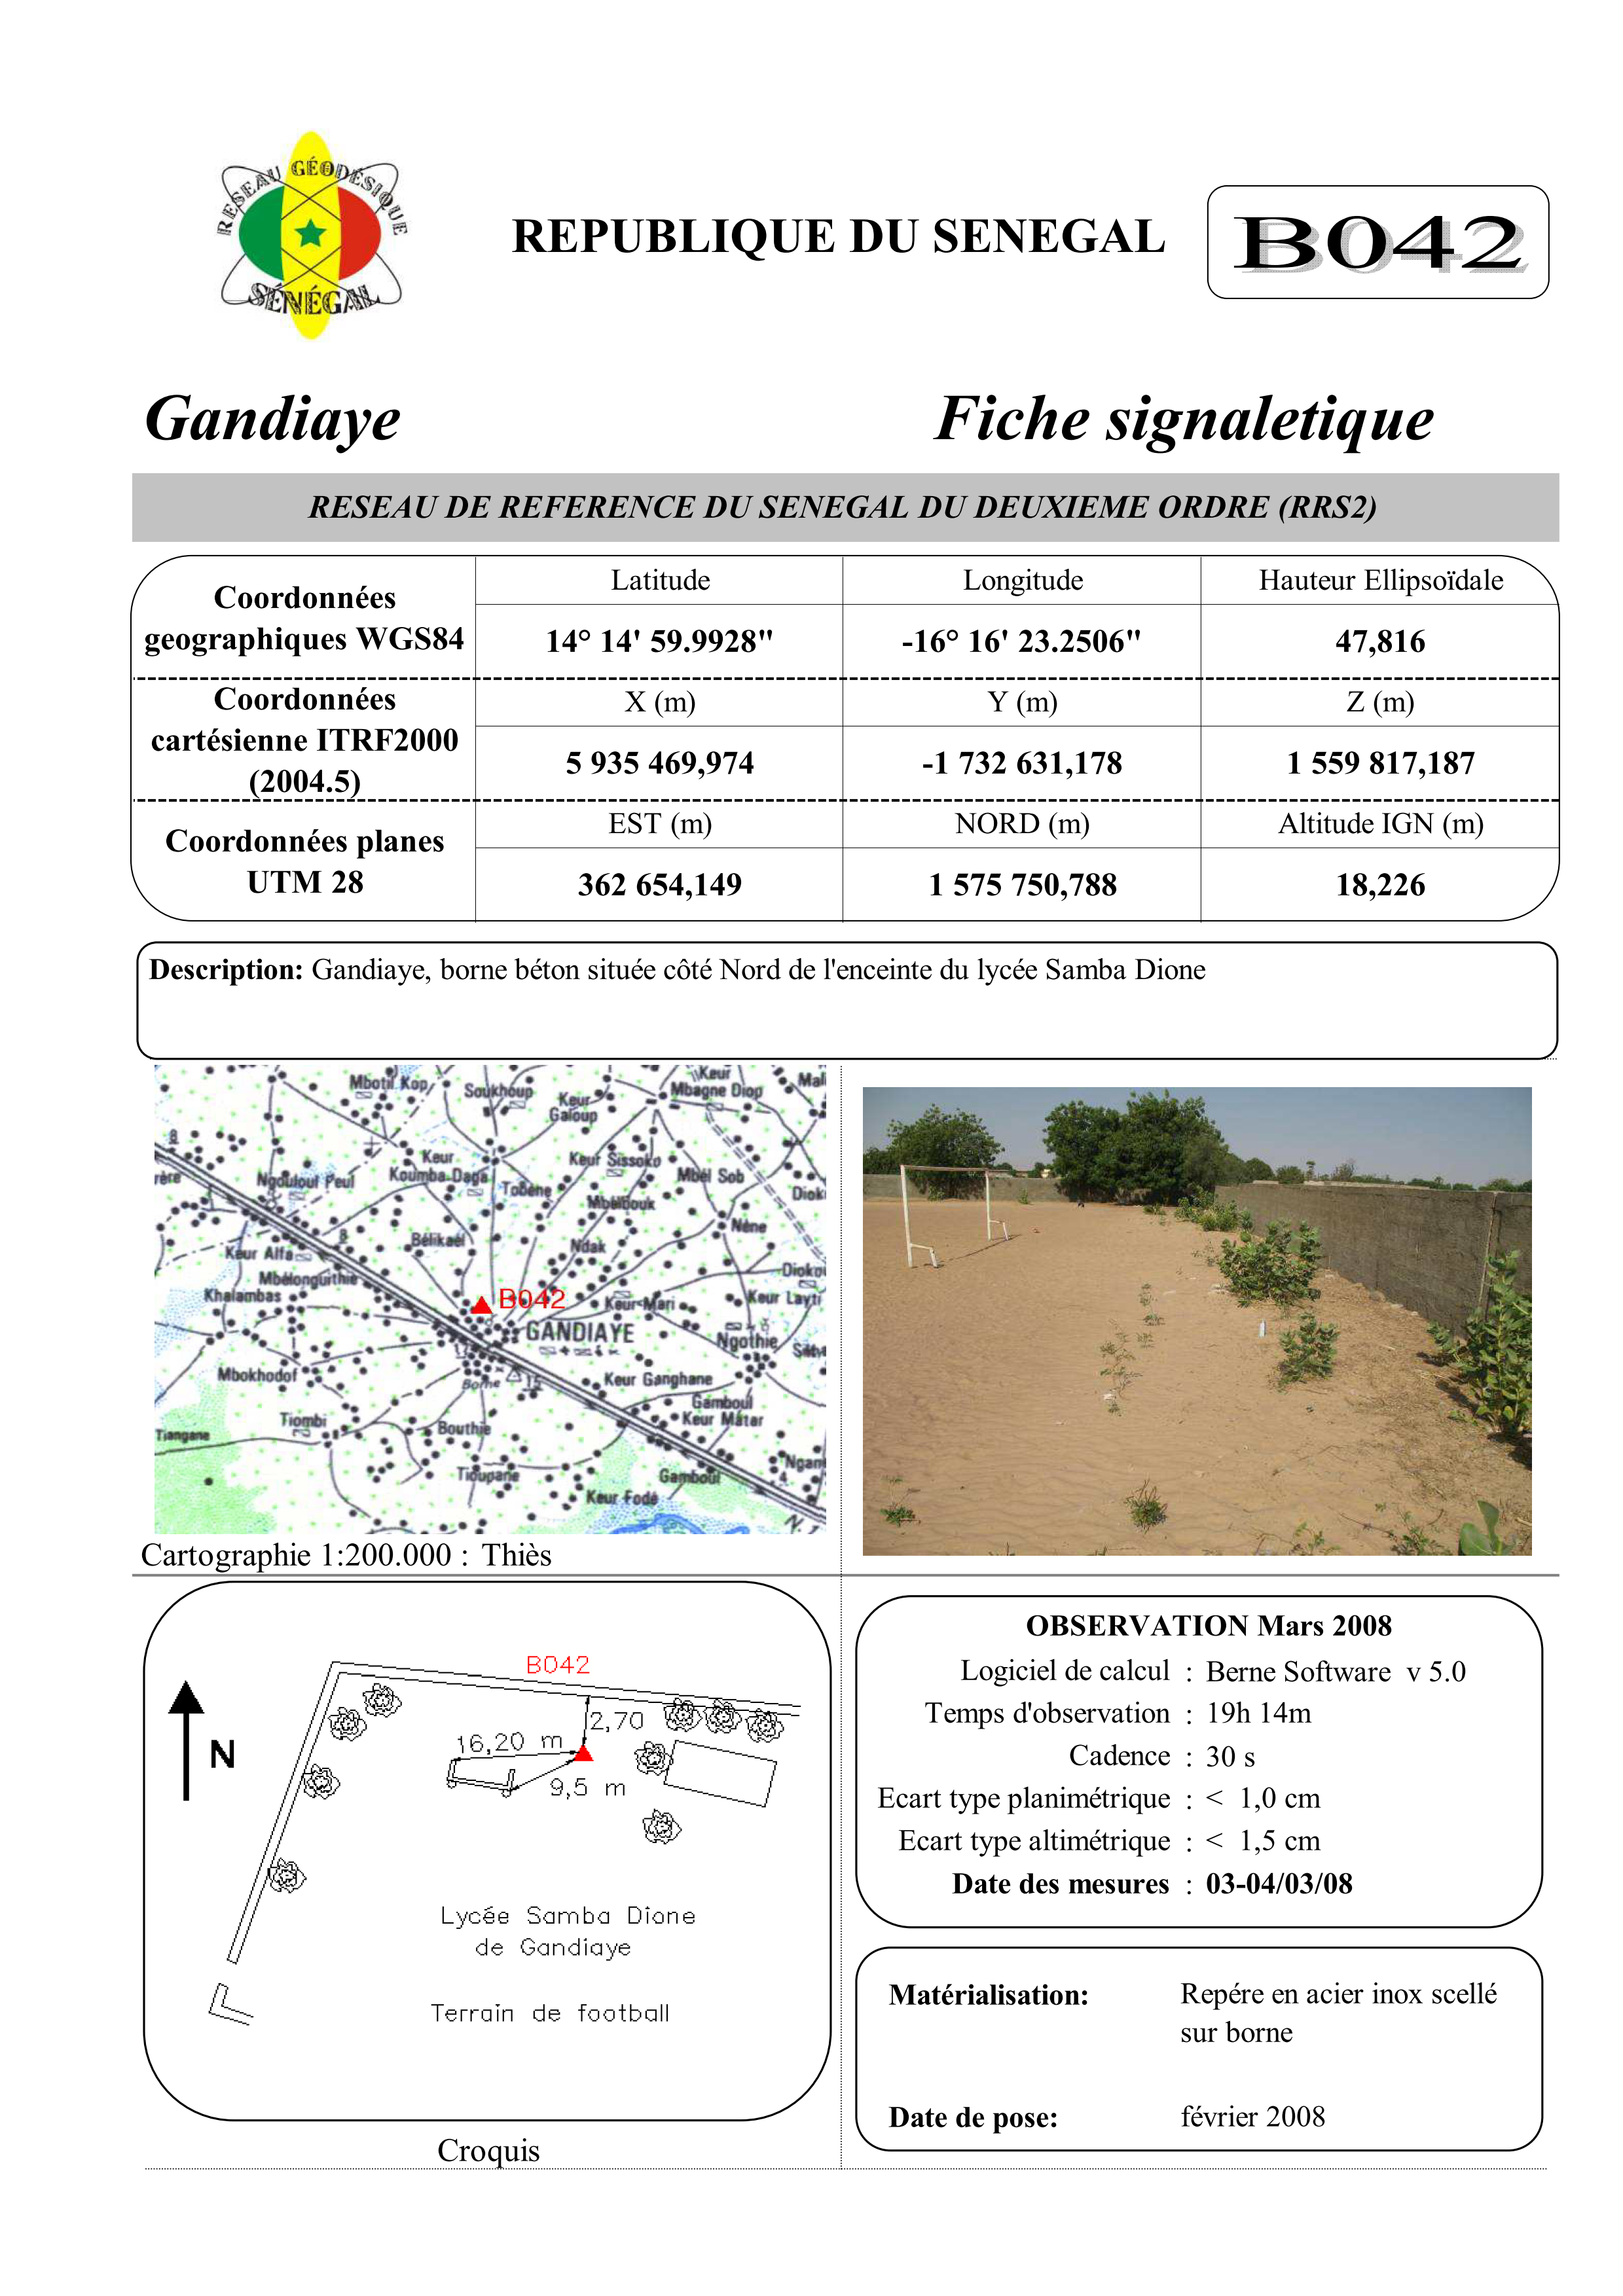 RESEAU GÉODÉSIQUE
SÉNÉGAL
REPUBLIQUE DU SENEGAL
B042
Gandiaye
Fiche signaletique
RESEAU DE REFERENCE DU SENEGAL DU DEUXIEME ORDRE (RRS2)
Coordonnées
geographiques WGS84
Latitude Longitude Hauteur Ellipsoïdale
14° 14' 59.9928" -16° 16' 23.2506" 47,816
Coordonnées
cartésienne ITRF2000
(2004.5)
X (m) Y (m) Z (m)
5 935 469,974 -1 732 631,178 1 559 817,187
Coordonnées planes
UTM 28
EST (m) NORD (m) Altitude IGN (m)
362 654,149 1 575 750,788 18,226
Description: Gandiaye, borne béton située côté Nord de l'enceinte du lycée Samba Dione
Mbotil Kop
Soukhoup
Keur
Galoup
Keur
Mbagne Diop
Ngouloul Peul
Keur
Koumba Daga
Tobène
Keur Sissoko
Mbelbouk
Mbél Sob
Nène
Bélikael
Ndak
Keur Alfa
Mbelonguithie
Khalambas
B042
GANDIAYE
Keur Mari
Keur Layti
Ngothie
Mbokhodof
Borne
15
Keur Ganghane
Gamboul
Keur Matar
Tiombi
Tiangane
Bouthie
Tioupane
Gamboul
Keur Fodé
Cartographie 1:200.000 : Thiès
B042
2,70
16,20 m
9,5 m
N
Lycée Samba Dione
de Gandiaye
Terrain de football
Croquis
OBSERVATION Mars 2008
Logiciel de calcul : Berne Software v 5.0
Temps d'observation : 19h 14m
Cadence : 30 s
Ecart type planimétrique : < 1,0 cm
Ecart type altimétrique : < 1,5 cm
Date des mesures : 03-04/03/08
Matérialisation: Repére en acier inox scellé
sur borne
Date de pose: février 2008